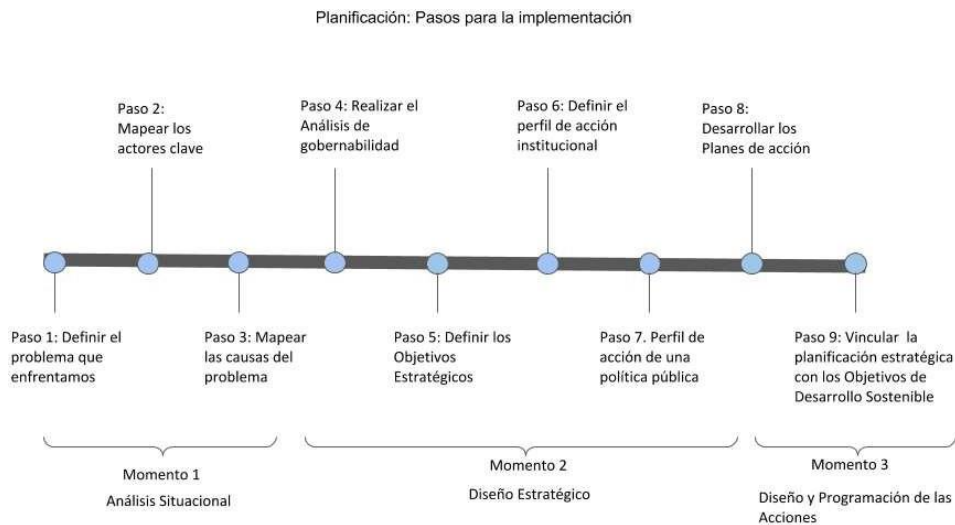 Planificación: Pasos para la implementación
Paso 2:
Mapear los
actores clave
Paso 4: Realizar el
Análisis de
gobernabilidad
Paso 6: Definir el
perfil de acción
institucional
Paso 8:
Desarrollar los
Planes de acción
Paso 1: Definir el
problema que
enfrentamos
Paso 3: Mapear
las causas del
problema
Paso 5: Definir los
Objetivos
Estratégicos
Paso 7. Perfil de
acción de una
política pública
Paso 9: Vincular la
planificación estratégica
con los Objetivos de
Desarrollo Sostenible
Momento 1
Análisis Situacional
Momento 2
Diseño Estratégico
Momento 3
Diseño y Programación de las
Acciones